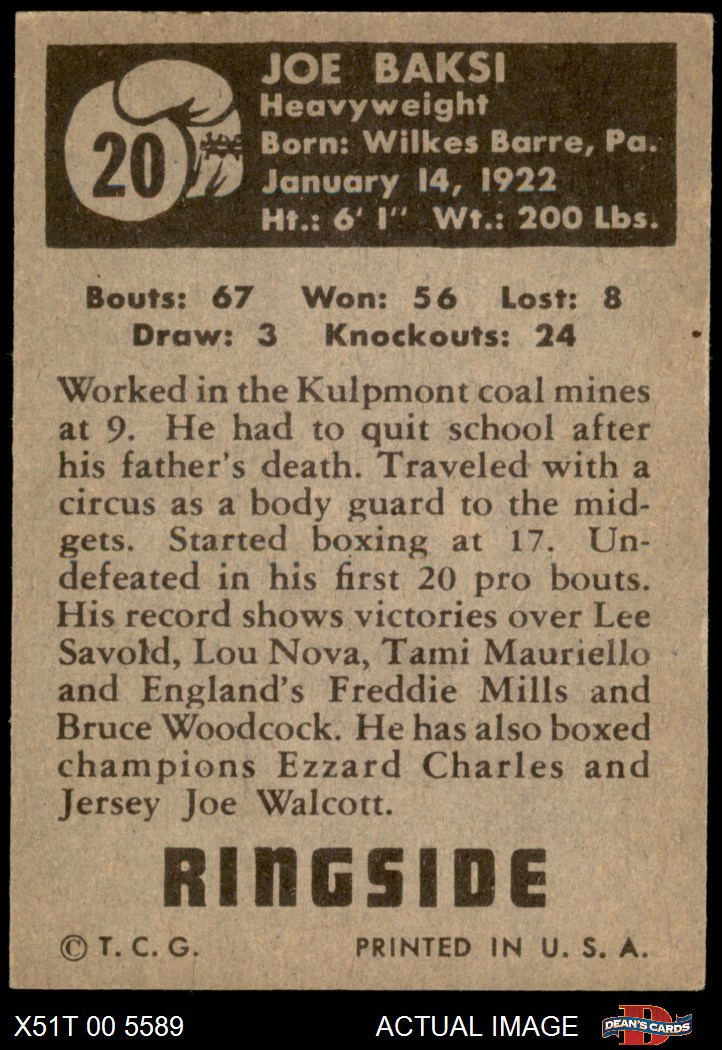 20
JOE BAKSI
Heavyweight
Born: Wilkes Barre, Pa.
January 14, 1922
Ht.: 6' 1" Wt.: 200 Lbs.
Bouts: 67 Won: 56 Lost: 8
Draw: 3 Knockouts: 24
Worked in the Kulpmont coal mines
at 9. He had to quit school after
his father's death. Traveled with a
circus as a body guard to the mid-
gets. Started boxing at 17. Un-
defeated in his first 20 pro bouts.
His record shows victories over Lee
Savold, Lou Nova, Tami Mauriello
and England's Freddie Mills and
Bruce Woodcock. He has also boxed
champions Ezzard Charles and
Jersey Joe Walcott.
RINGSIDE
© T. C. G. PRINTED IN U. S. A.
X51T 00 5589 ACTUAL IMAGE D DEAN'S CARDS